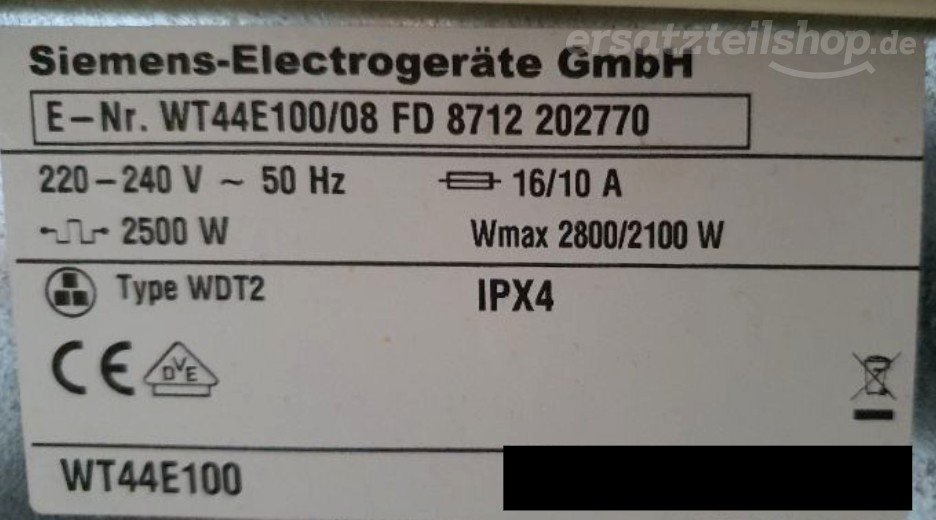 ersatzteilshop.de
Siemens-Electrogeräte GmbH
E-Nr. WT44E100/08 FD 8712 202770
220-240 V ~ 50 Hz 16/10 A
2500 W Wmax 2800/2100 W
Type WDT2 IPX4
CE DVE
WT44E100